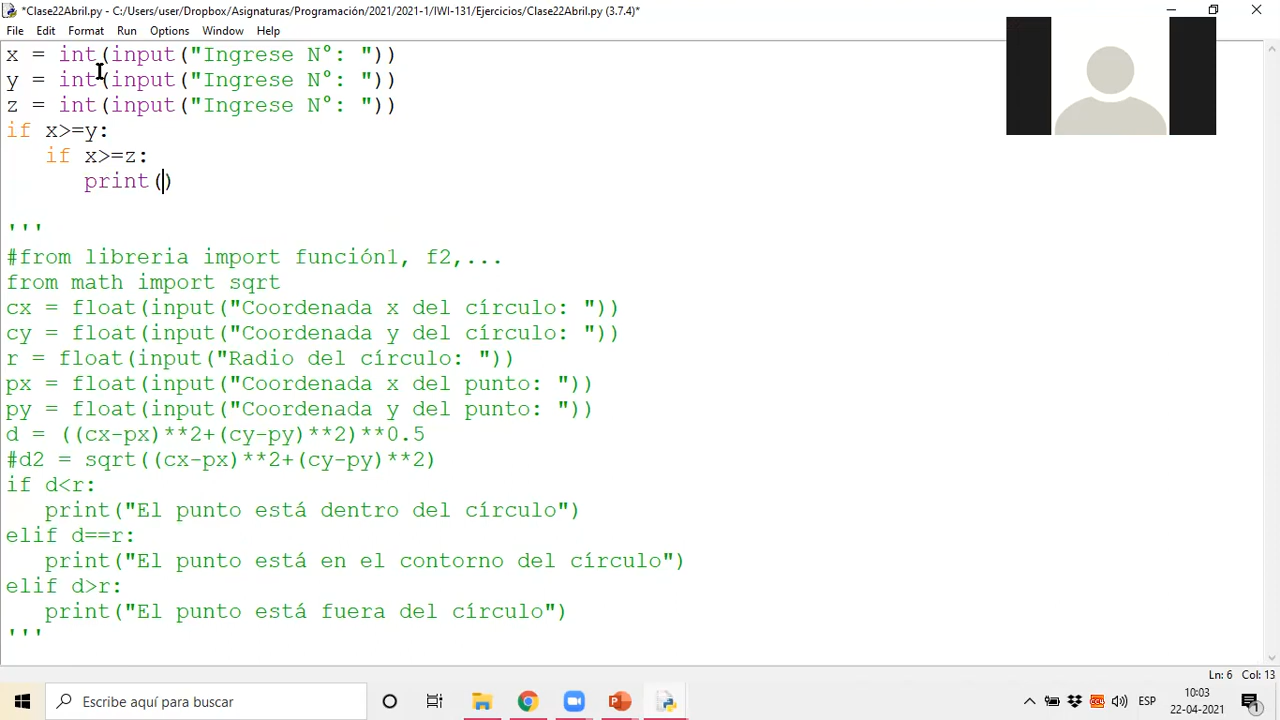 *Clase22Abril.py - C:/Users/user/Dropbox/Asignaturas/Programación/2021/2021-1/IWI-131/Ejercicios/Clase22Abril.py (3.7.4)*
File Edit Format Run Options Window Help
x = int(input("Ingrese N°: "))
y = int(input("Ingrese N°: "))
z = int(input("Ingrese N°: "))
if x>=y:
   if x>=z:
      print()
'''
#from libreria import función1, f2,...
from math import sqrt
cx = float(input("Coordenada x del círculo: "))
cy = float(input("Coordenada y del círculo: "))
r = float(input("Radio del círculo: "))
px = float(input("Coordenada x del punto: "))
py = float(input("Coordenada y del punto: "))
d = ((cx-px)**2+(cy-py)**2)**0.5
#d2 = sqrt((cx-px)**2+(cy-py)**2)
if d<r:
   print("El punto está dentro del círculo")
elif d==r:
   print("El punto está en el contorno del círculo")
elif d>r:
   print("El punto está fuera del círculo")
'''
Ln: 6 Col: 13
Escribe aquí para buscar
ESP
10:03
22-04-2021
1